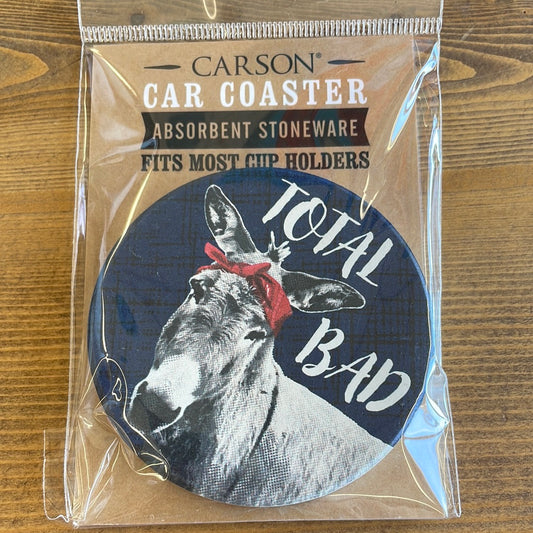 CARSON®
CAR COASTER
ABSORBENT STONEWARE
FITS MOST CUP HOLDERS
TOTAL
BAD